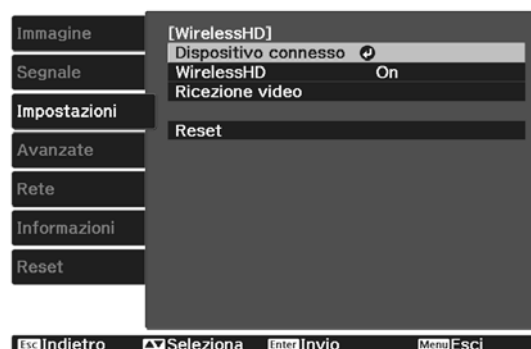 Immagine
Segnale
Impostazioni
Avanzate
Rete
Informazioni
Reset
[WirelessHD]
Dispositivo connesso
WirelessHD On
Ricezione video
Reset
Esc Indietro Seleziona Enter Invio Menu Esci